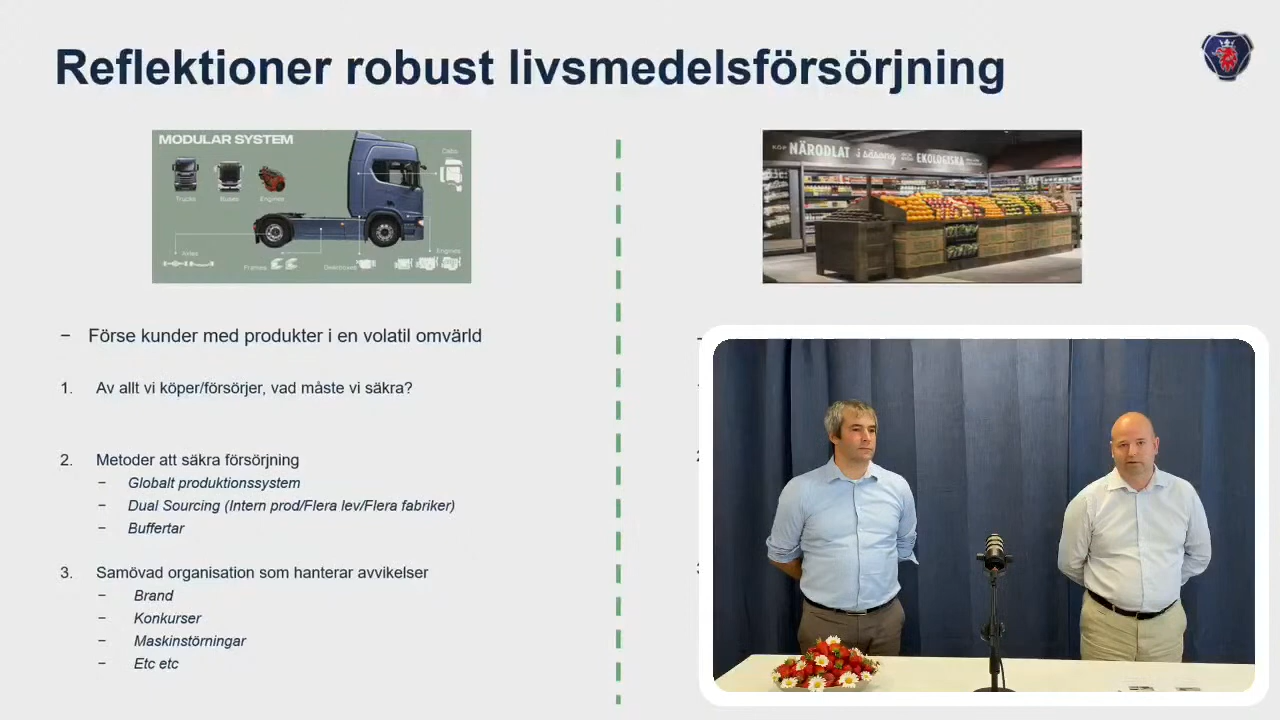 Reflektioner robust livsmedelsförsörjning
MODULAR SYSTEM
Cabs
Trucks
Buses
Engines
Axles
Frames
Gearboxes
Engines
KÖP NÄRODLAT i säsong EKOLOGISKA
– Förse kunder med produkter i en volatil omvärld
1. Av allt vi köper/försörjer, vad måste vi säkra?
2. Metoder att säkra försörjning
– Globalt produktionssystem
– Dual Sourcing (Intern prod/Flera lev/Flera fabriker)
– Buffertar
3. Samövad organisation som hanterar avvikelser
– Brand
– Konkurser
– Maskinstörningar
– Etc etc